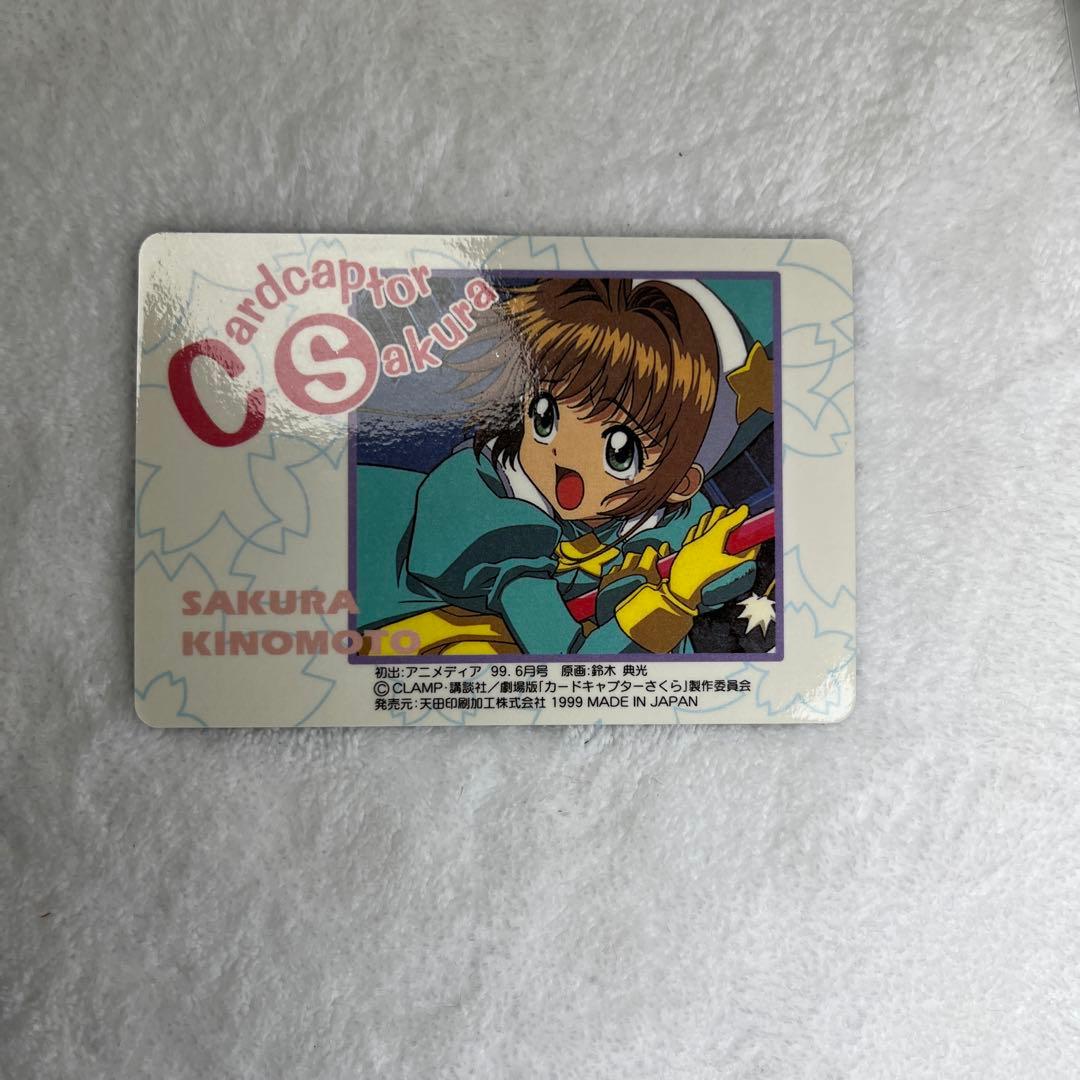 Cardcaptor
Sakura
SAKURA
KINOMOTO
初出:アニメディア 99. 6月号 原画:鈴木 典光
©CLAMP・講談社/劇場版「カードキャプターさくら」製作委員会
発売元:天田印刷加工株式会社 1999 MADE IN JAPAN